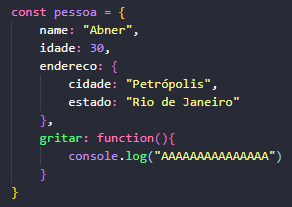 const pessoa = {
    name: "Abner",
    idade: 30,
    endereco: {
        cidade: "Petrópolis",
        estado: "Rio de Janeiro"
    },
    gritar: function(){
        console.log("AAAAAAAAAAAAAAA")
    }
}